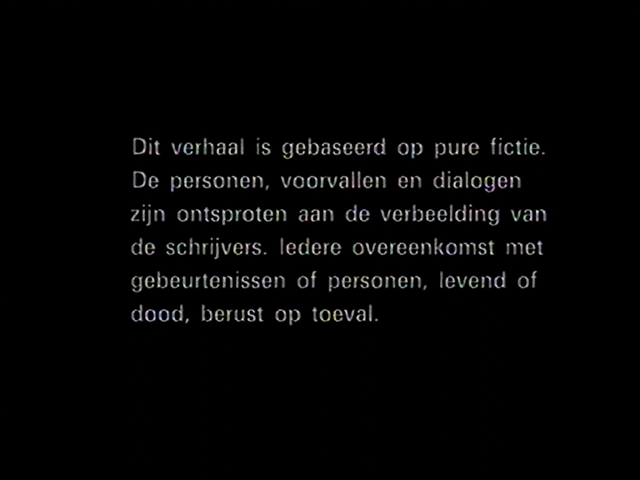 Dit verhaal is gebaseerd op pure fictie.
De personen, voorvallen en dialogen
zijn ontsproten aan de verbeelding van
de schrijvers. Iedere overeenkomst met
gebeurtenissen of personen, levend of
dood, berust op toeval.